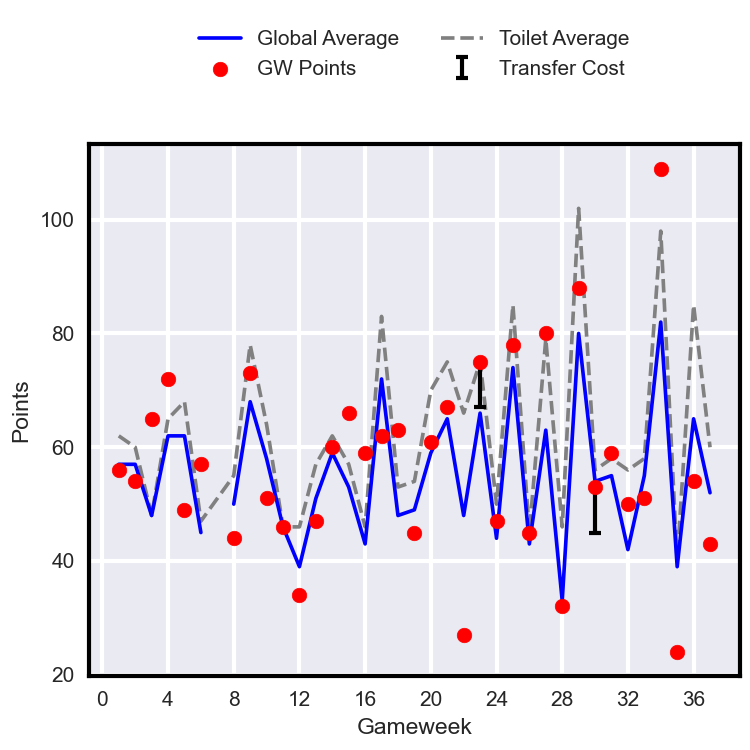 Global Average
Toilet Average
GW Points
Transfer Cost
Points
100
80
60
40
20
0 4 8 12 16 20 24 28 32 36
Gameweek